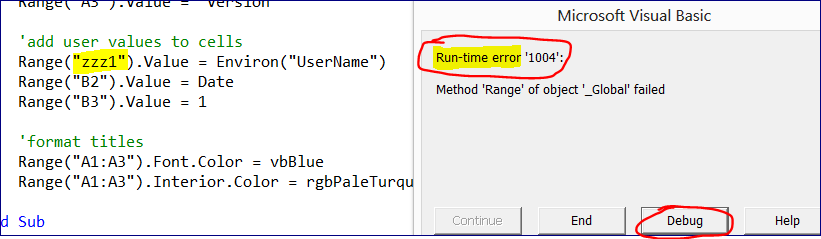 Range("A3").Value = "Version"
'add user values to cells
Range("zzz1").Value = Environ("UserName")
Range("B2").Value = Date
Range("B3").Value = 1
'format titles
Range("A1:A3").Font.Color = vbBlue
Range("A1:A3").Interior.Color = rgbPaleTurqu
d Sub
Microsoft Visual Basic
Run-time error '1004':
Method 'Range' of object '_Global' failed
Continue
End
Debug
Help